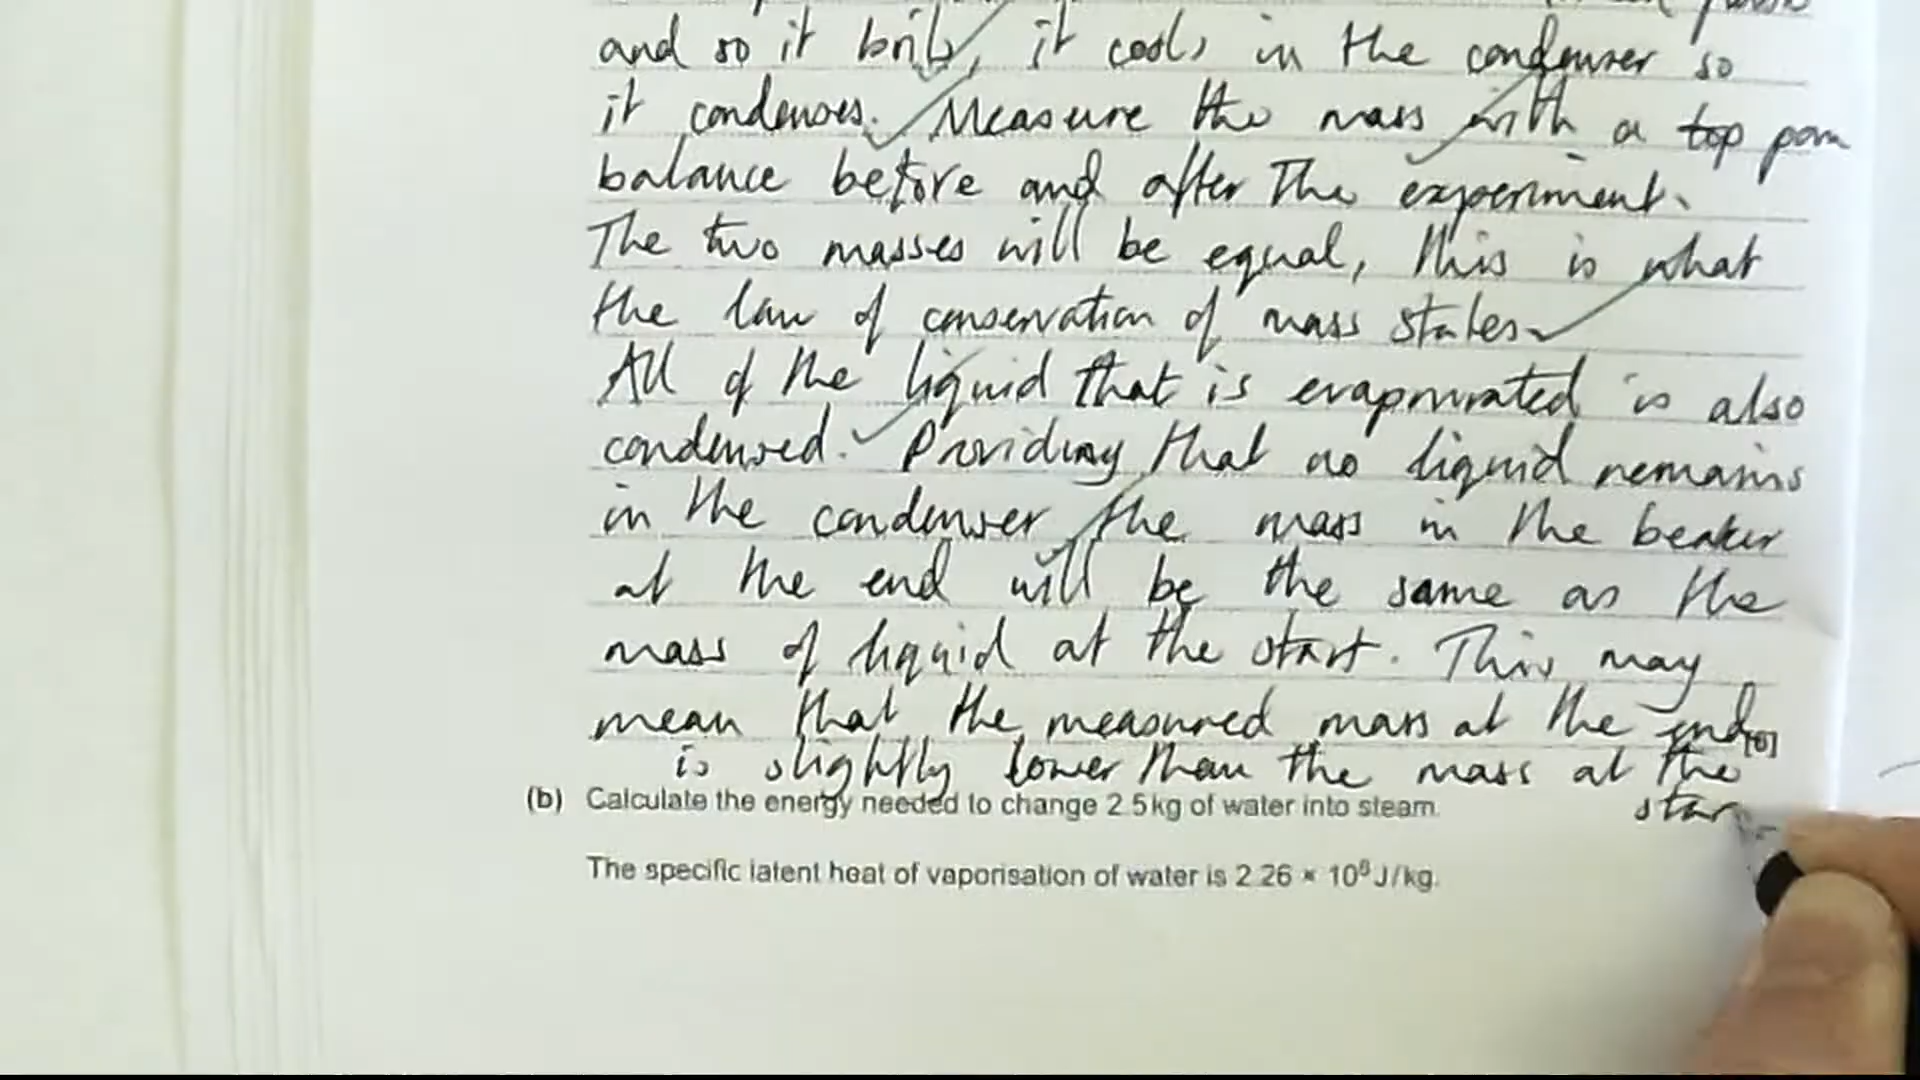 and so it boils, it cools in the condenser so
it condenses. Measure the mass with a top pan
balance before and after the experiment.
The two masses will be equal, this is what
the law of conservation of mass states.
All of the liquid that is evaporated is also
condensed. Providing that no liquid remains
in the condenser the mass in the beaker
at the end will be the same as the
mass of liquid at the start. This may
mean that the measured mass at the end
[6]
is slightly lower than the mass at the
star
(b) Calculate the energy needed to change 2.5 kg of water into steam.
The specific latent heat of vaporisation of water is 2.26 × 10⁶ J/kg.